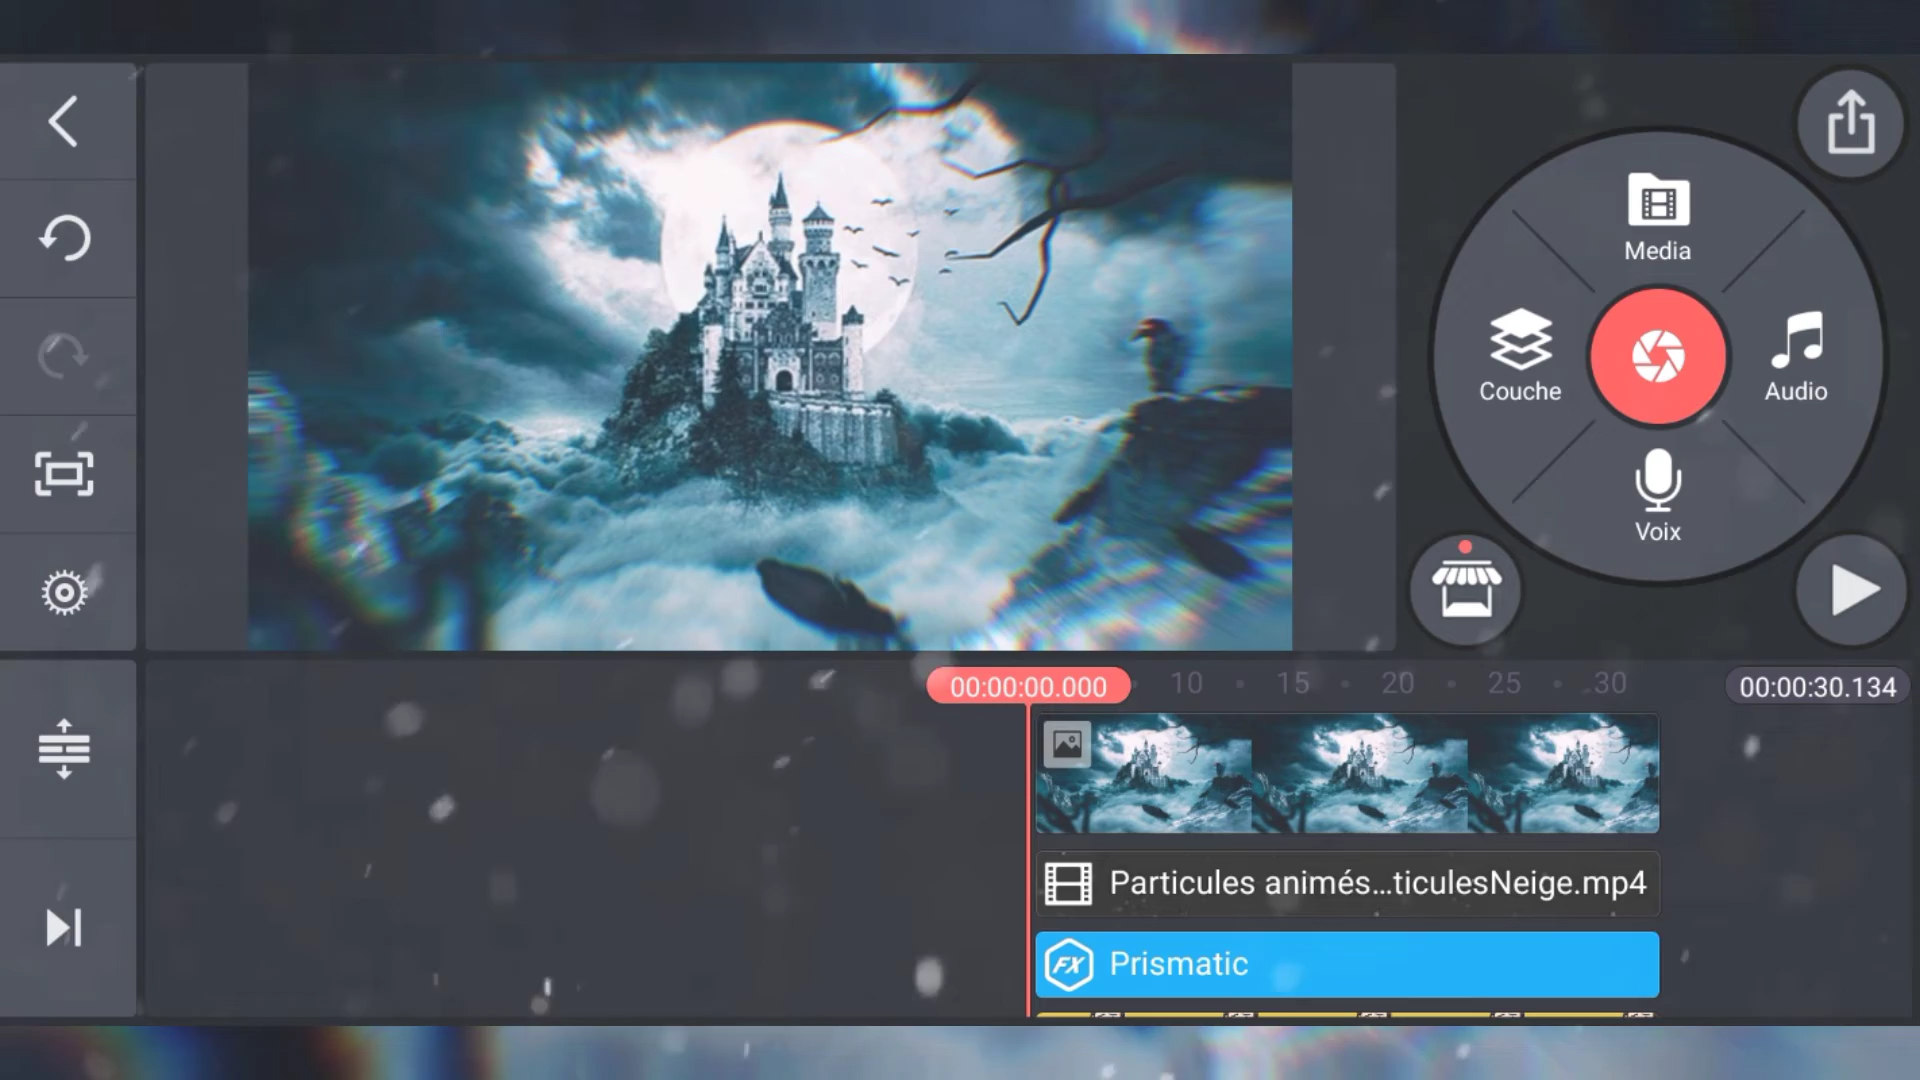 Media
Couche
Audio
Voix
00:00:00.000
10
15
20
25
30
00:00:30.134
Particules animés...ticulesNeige.mp4
FX Prismatic